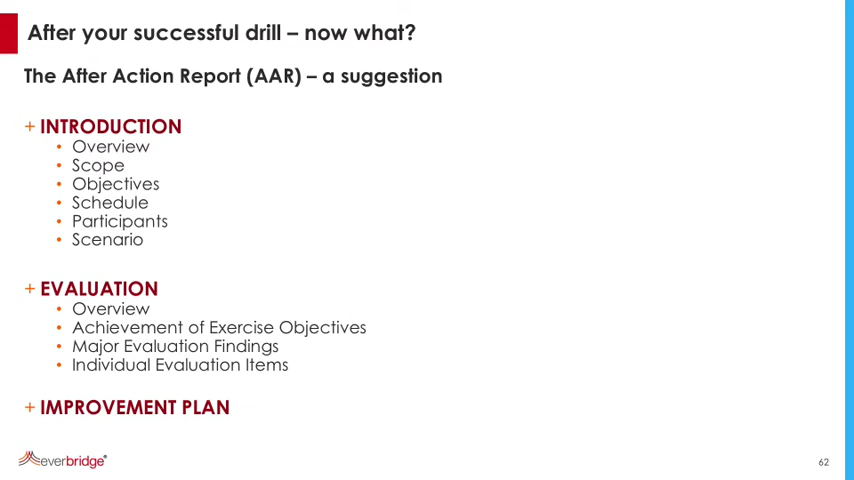 After your successful drill – now what?
The After Action Report (AAR) – a suggestion
+ INTRODUCTION
• Overview
• Scope
• Objectives
• Schedule
• Participants
• Scenario
+ EVALUATION
• Overview
• Achievement of Exercise Objectives
• Major Evaluation Findings
• Individual Evaluation Items
+ IMPROVEMENT PLAN
everbridge®
62